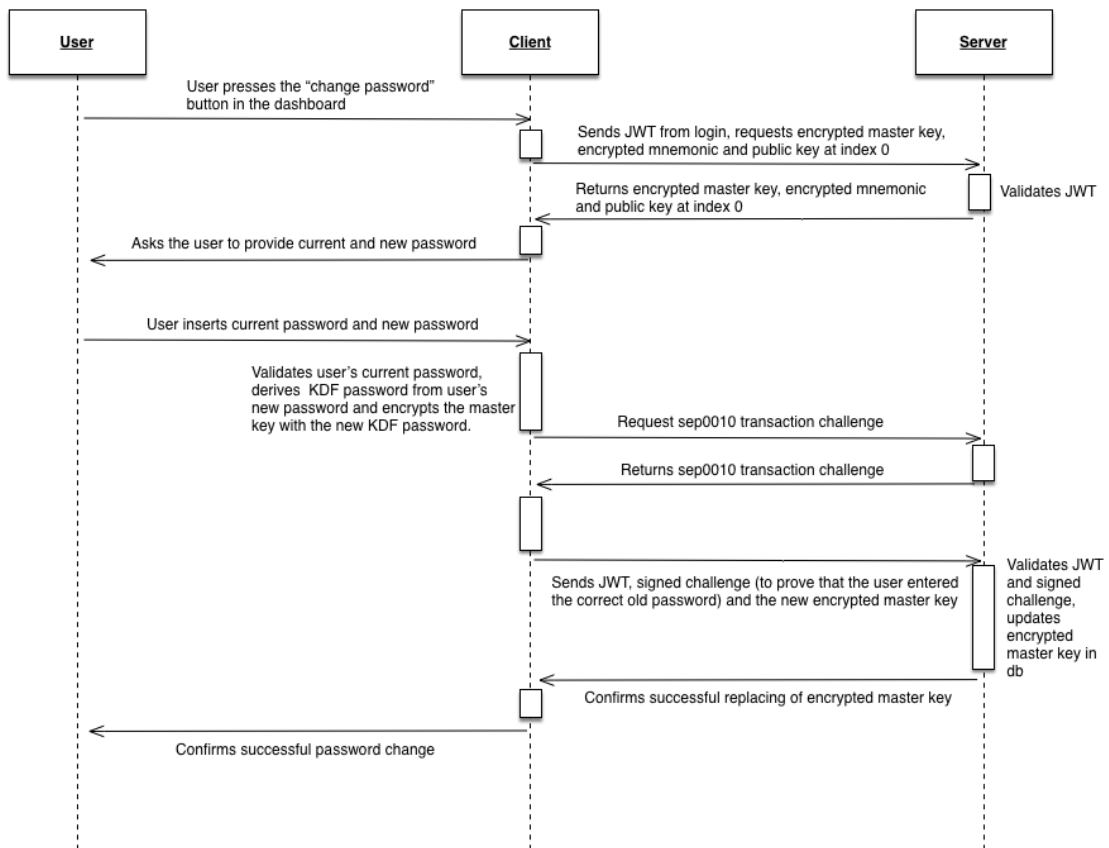 User
Client
Server
User presses the “change password”
button in the dashboard
Sends JWT from login, requests encrypted master key,
encrypted mnemonic and public key at index 0
Validates JWT
Returns encrypted master key, encrypted mnemonic
and public key at index 0
Asks the user to provide current and new password
User inserts current password and new password
Validates user’s current password,
derives  KDF password from user’s
new password and encrypts the master
key with the new KDF password.
Request sep0010 transaction challenge
Returns sep0010 transaction challenge
Sends JWT, signed challenge (to prove that the user entered
the correct old password) and the new encrypted master key
Validates JWT
and signed
challenge,
updates
encrypted
master key in
db
Confirms successful replacing of encrypted master key
Confirms successful password change